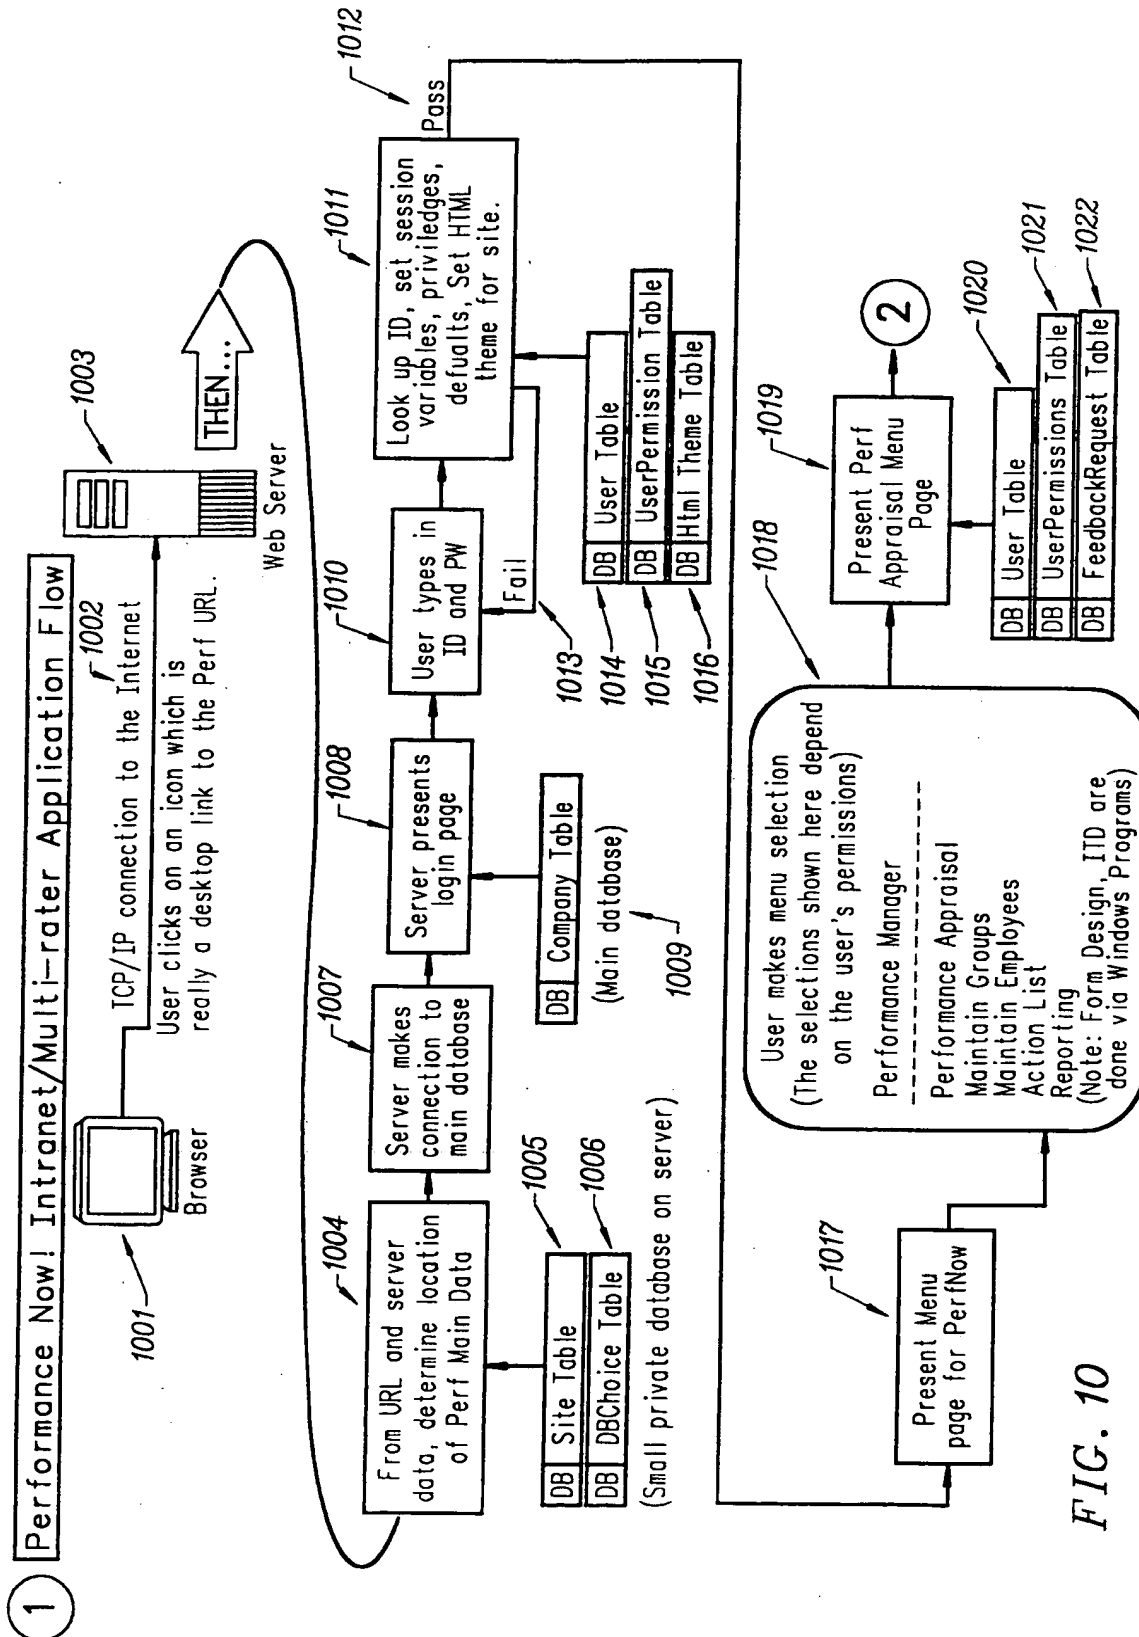 1
Performance Now! Intranet/Multi-rater Application Flow
1001
Browser
TCP/IP connection to the Internet
1002
User clicks on an icon which is
really a desktop link to the Perf URL.
1003
Web Server
THEN...
1004
From URL and server
data, determine location
of Perf Main Data
DB Site Table
1005
DB DBChoice Table
1006
(Small private database on server)
1007
Server makes
connection to
main database
1008
Server presents
login page
DB Company Table
(Main database)
1009
1010
User types in
ID and PW
Fail
1013
1011
Look up ID, set session
variables, priviledges,
defualts, Set HTML
theme for site.
Pass
1012
DB User Table
1014
DB UserPermission Table
1015
DB Html Theme Table
1016
1017
Present Menu
page for PerfNow
1018
User makes menu selection
(The selections shown here depend
on the user's permissions)
Performance Manager
Performance Appraisal
Maintain Groups
Maintain Employees
Action List
Reporting
(Note: Form Design, ITD are
done via Windows Programs)
1019
Present Perf
Appraisal Menu
Page
2
DB User Table
1020
DB UserPermissions Table
1021
DB FeedbackRequest Table
1022
FIG. 10